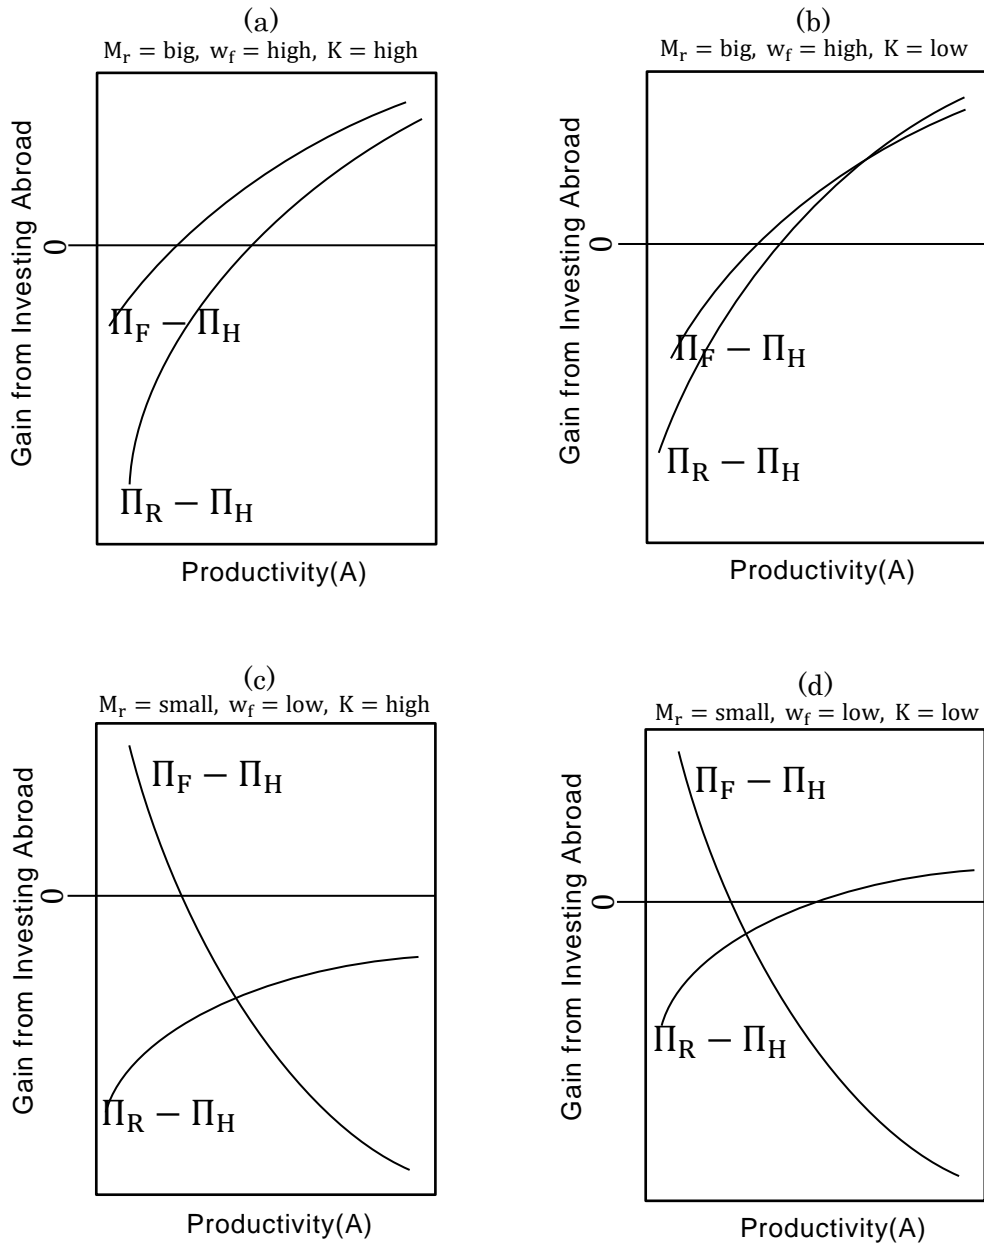 (a)
M_r = big, w_f = high, K = high
Gain from Investing Abroad
0
Π_F − Π_H
Π_R − Π_H
Productivity(A)
(b)
M_r = big, w_f = high, K = low
Gain from Investing Abroad
0
Π_F − Π_H
Π_R − Π_H
Productivity(A)
(c)
M_r = small, w_f = low, K = high
Gain from Investing Abroad
0
Π_F − Π_H
Π_R − Π_H
Productivity(A)
(d)
M_r = small, w_f = low, K = low
Gain from Investing Abroad
0
Π_F − Π_H
Π_R − Π_H
Productivity(A)